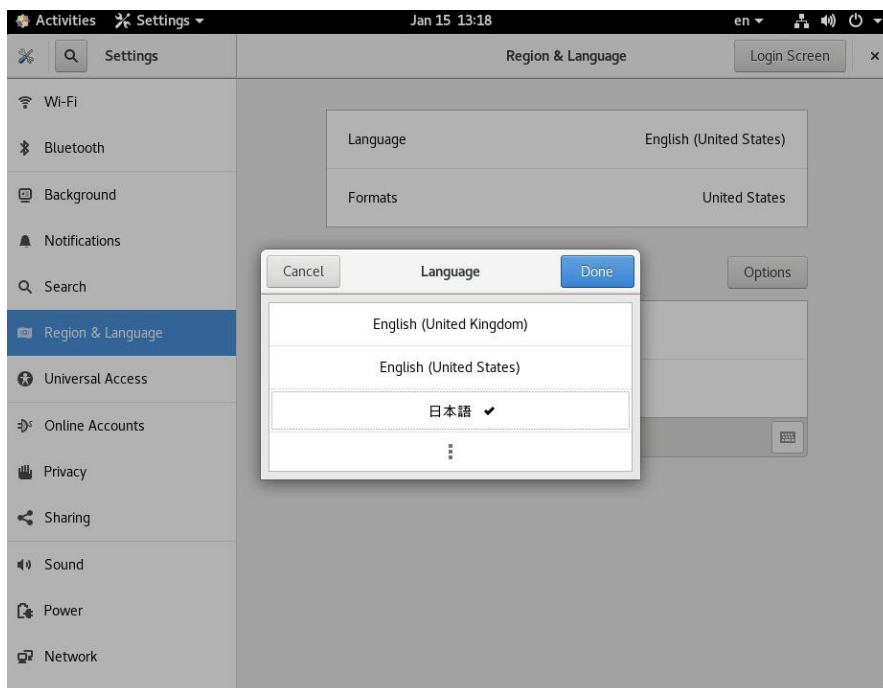 Activities Settings Jan 15 13:18 en
Settings Region & Language Login Screen
Wi-Fi
Bluetooth
Background
Notifications
Search
Region & Language
Universal Access
Online Accounts
Privacy
Sharing
Sound
Power
Network
Language English (United States)
Formats United States
Options
Cancel Language Done
English (United Kingdom)
English (United States)
日本語